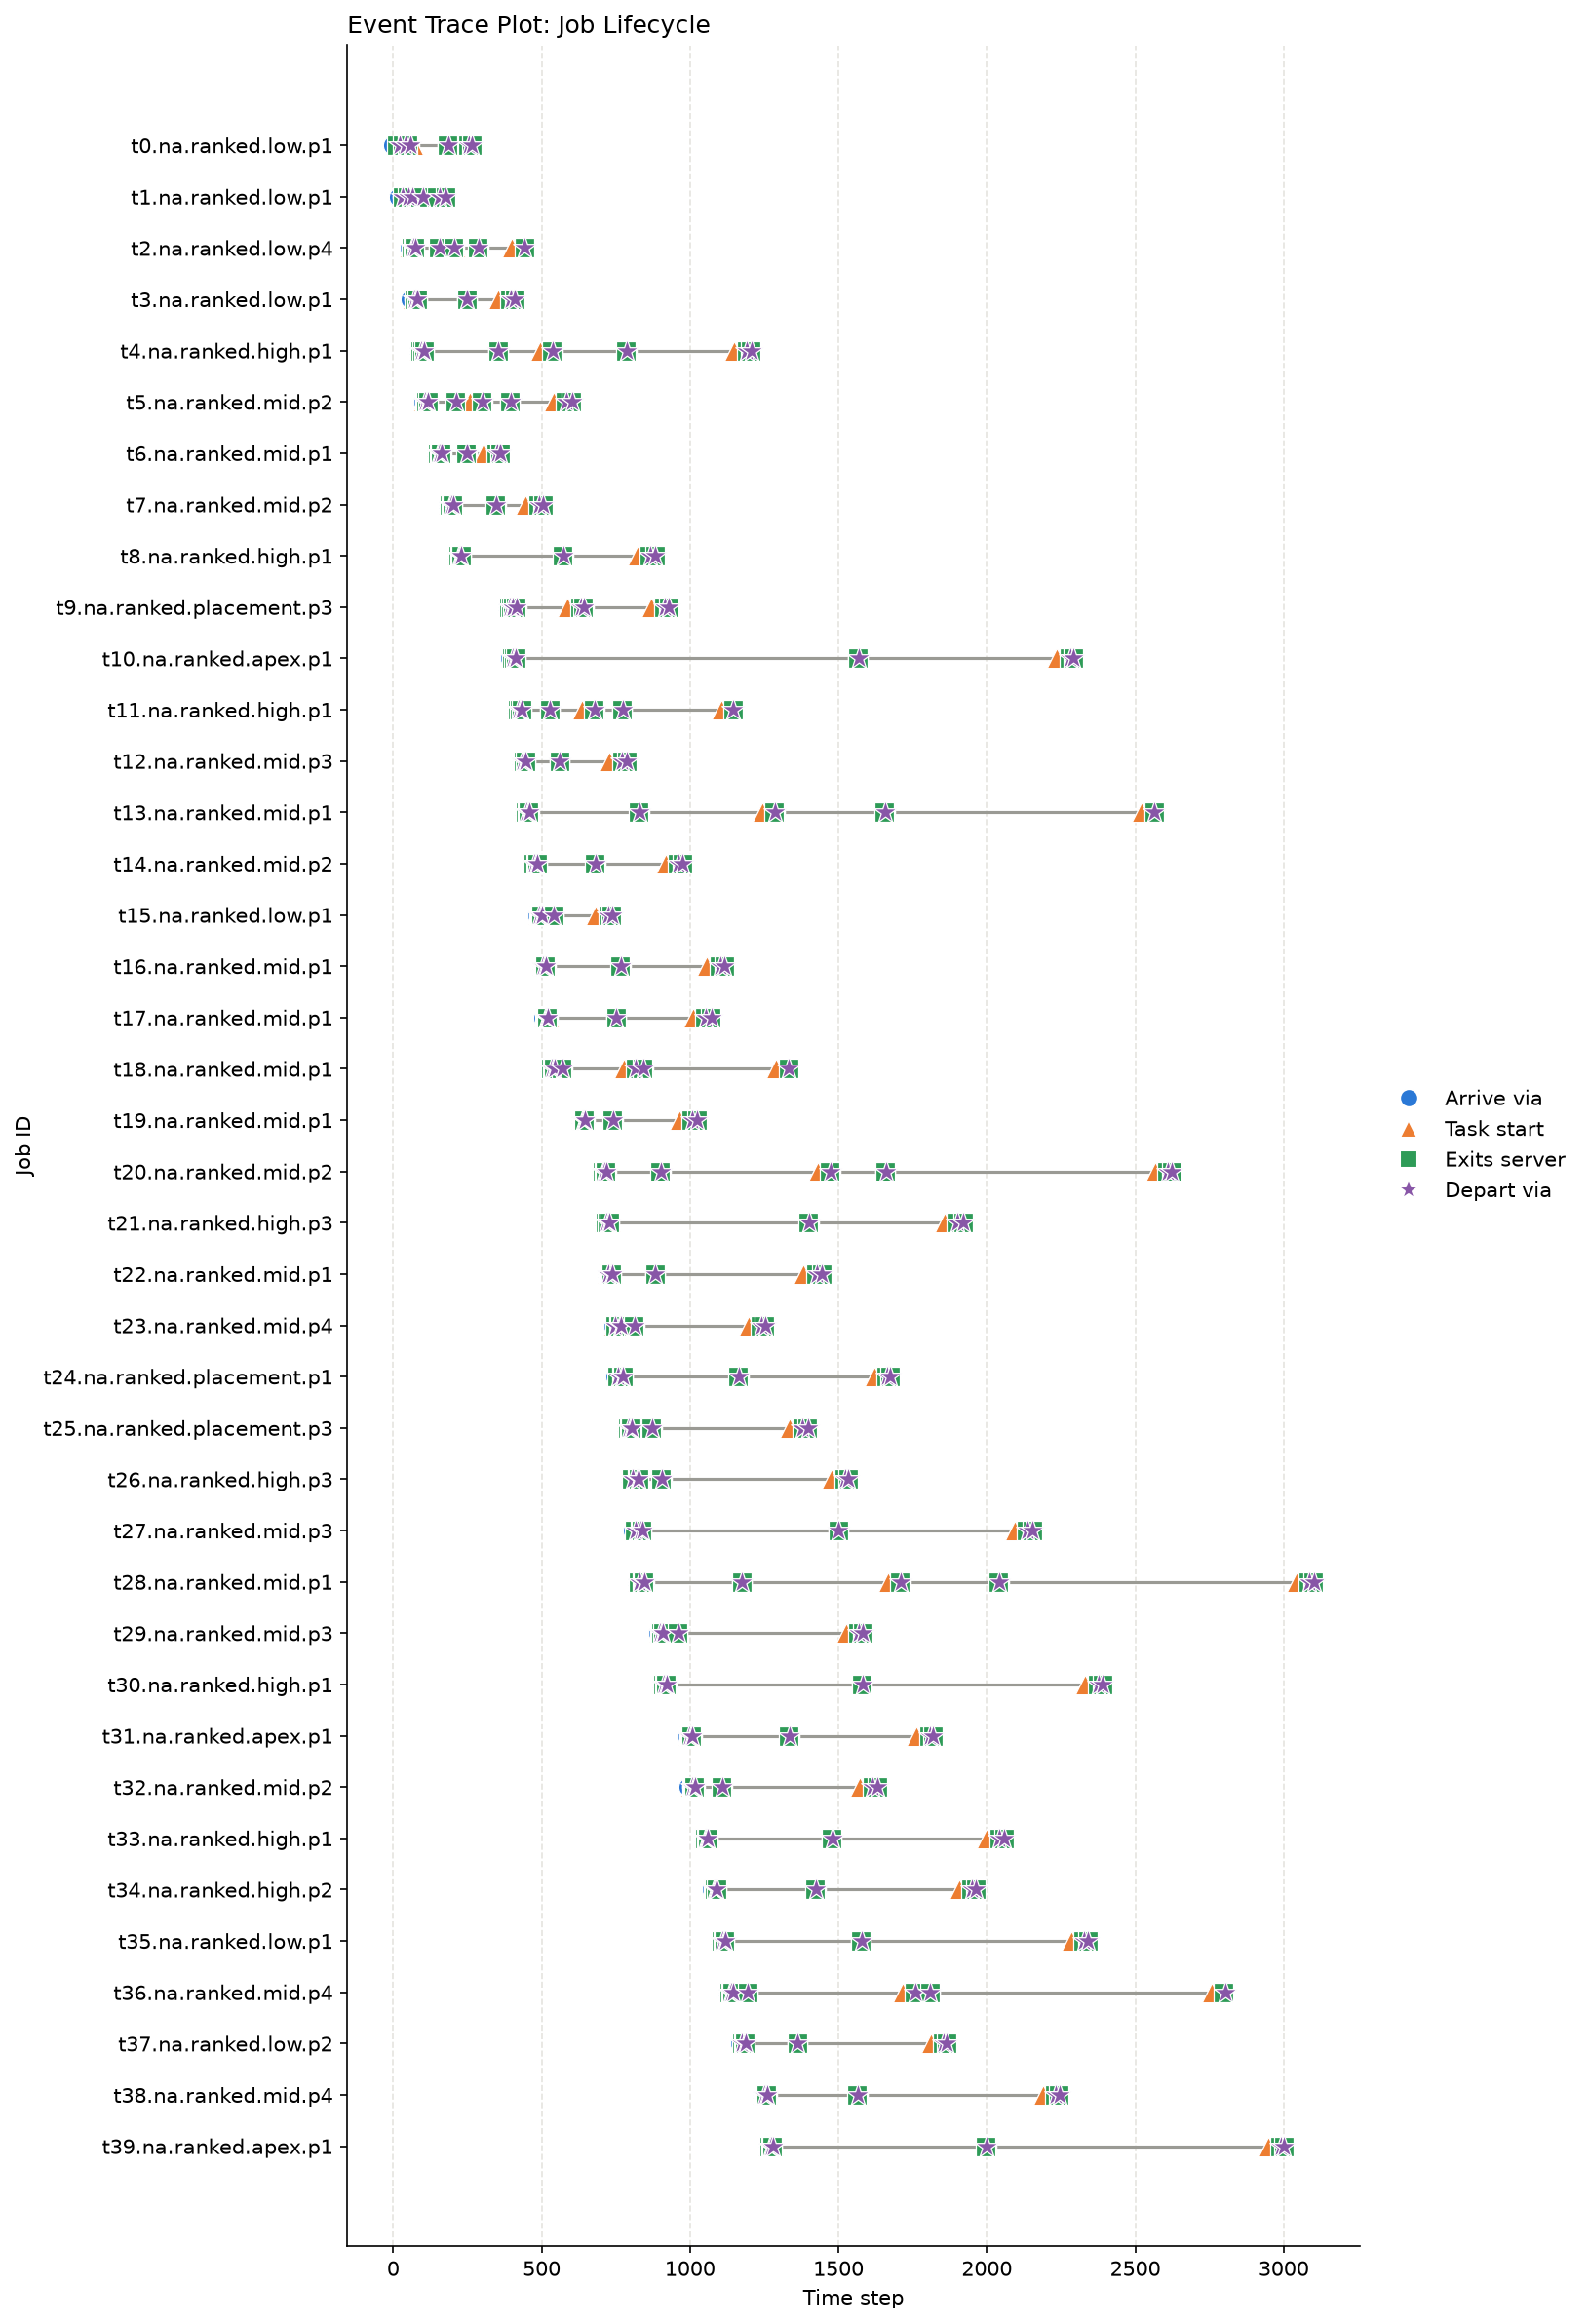 Event Trace Plot: Job Lifecycle
t0.na.ranked.low.p1
t1.na.ranked.low.p1
t2.na.ranked.low.p4
t3.na.ranked.low.p1
t4.na.ranked.high.p1
t5.na.ranked.mid.p2
t6.na.ranked.mid.p1
t7.na.ranked.mid.p2
t8.na.ranked.high.p1
t9.na.ranked.placement.p3
t10.na.ranked.apex.p1
t11.na.ranked.high.p1
t12.na.ranked.mid.p3
t13.na.ranked.mid.p1
t14.na.ranked.mid.p2
t15.na.ranked.low.p1
t16.na.ranked.mid.p1
t17.na.ranked.mid.p1
t18.na.ranked.mid.p1
t19.na.ranked.mid.p1
t20.na.ranked.mid.p2
t21.na.ranked.high.p3
t22.na.ranked.mid.p1
t23.na.ranked.mid.p4
t24.na.ranked.placement.p1
t25.na.ranked.placement.p3
t26.na.ranked.high.p3
t27.na.ranked.mid.p3
t28.na.ranked.mid.p1
t29.na.ranked.mid.p3
t30.na.ranked.high.p1
t31.na.ranked.apex.p1
t32.na.ranked.mid.p2
t33.na.ranked.high.p1
t34.na.ranked.high.p2
t35.na.ranked.low.p1
t36.na.ranked.mid.p4
t37.na.ranked.low.p2
t38.na.ranked.mid.p4
t39.na.ranked.apex.p1
Job ID
0 500 1000 1500 2000 2500 3000
Time step
Arrive via
Task start
Exits server
Depart via